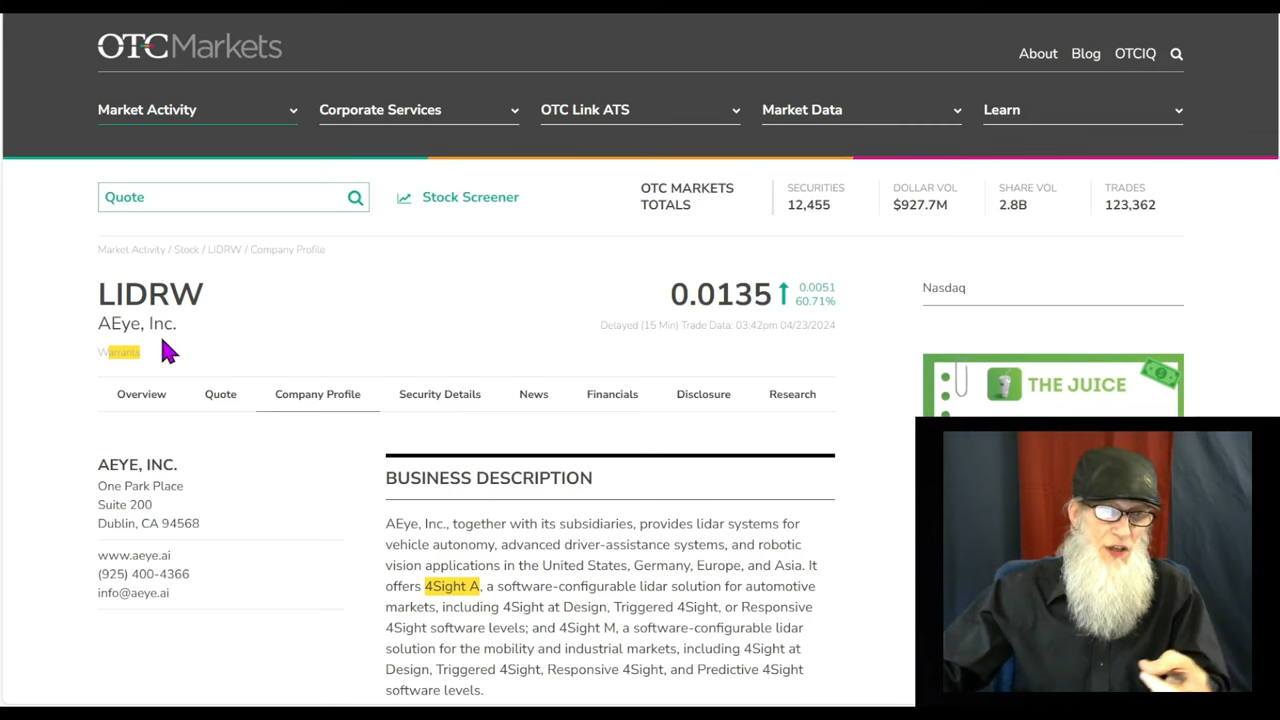 OTCMarkets
About Blog OTCIQ
Market Activity Corporate Services OTC Link ATS Market Data Learn
Quote
Stock Screener
OTC MARKETS
TOTALS
SECURITIES
12,455
DOLLAR VOL
$927.7M
SHARE VOL
2.8B
TRADES
123,362
Market Activity / Stock / LIDRW / Company Profile
LIDRW
AEye, Inc.
Warrants
0.0135
0.0051
60.71%
Delayed (15 Min) Trade Data: 03:42pm 04/23/2024
Nasdaq
THE JUICE
Overview Quote Company Profile Security Details News Financials Disclosure Research
AEYE, INC.
One Park Place
Suite 200
Dublin, CA 94568
www.aeye.ai
(925) 400-4366
info@aeye.ai
BUSINESS DESCRIPTION
AEye, Inc., together with its subsidiaries, provides lidar systems for
vehicle autonomy, advanced driver-assistance systems, and robotic
vision applications in the United States, Germany, Europe, and Asia. It
offers 4Sight A, a software-configurable lidar solution for automotive
markets, including 4Sight at Design, Triggered 4Sight, or Responsive
4Sight software levels; and 4Sight M, a software-configurable lidar
solution for the mobility and industrial markets, including 4Sight at
Design, Triggered 4Sight, Responsive 4Sight, and Predictive 4Sight
software levels.